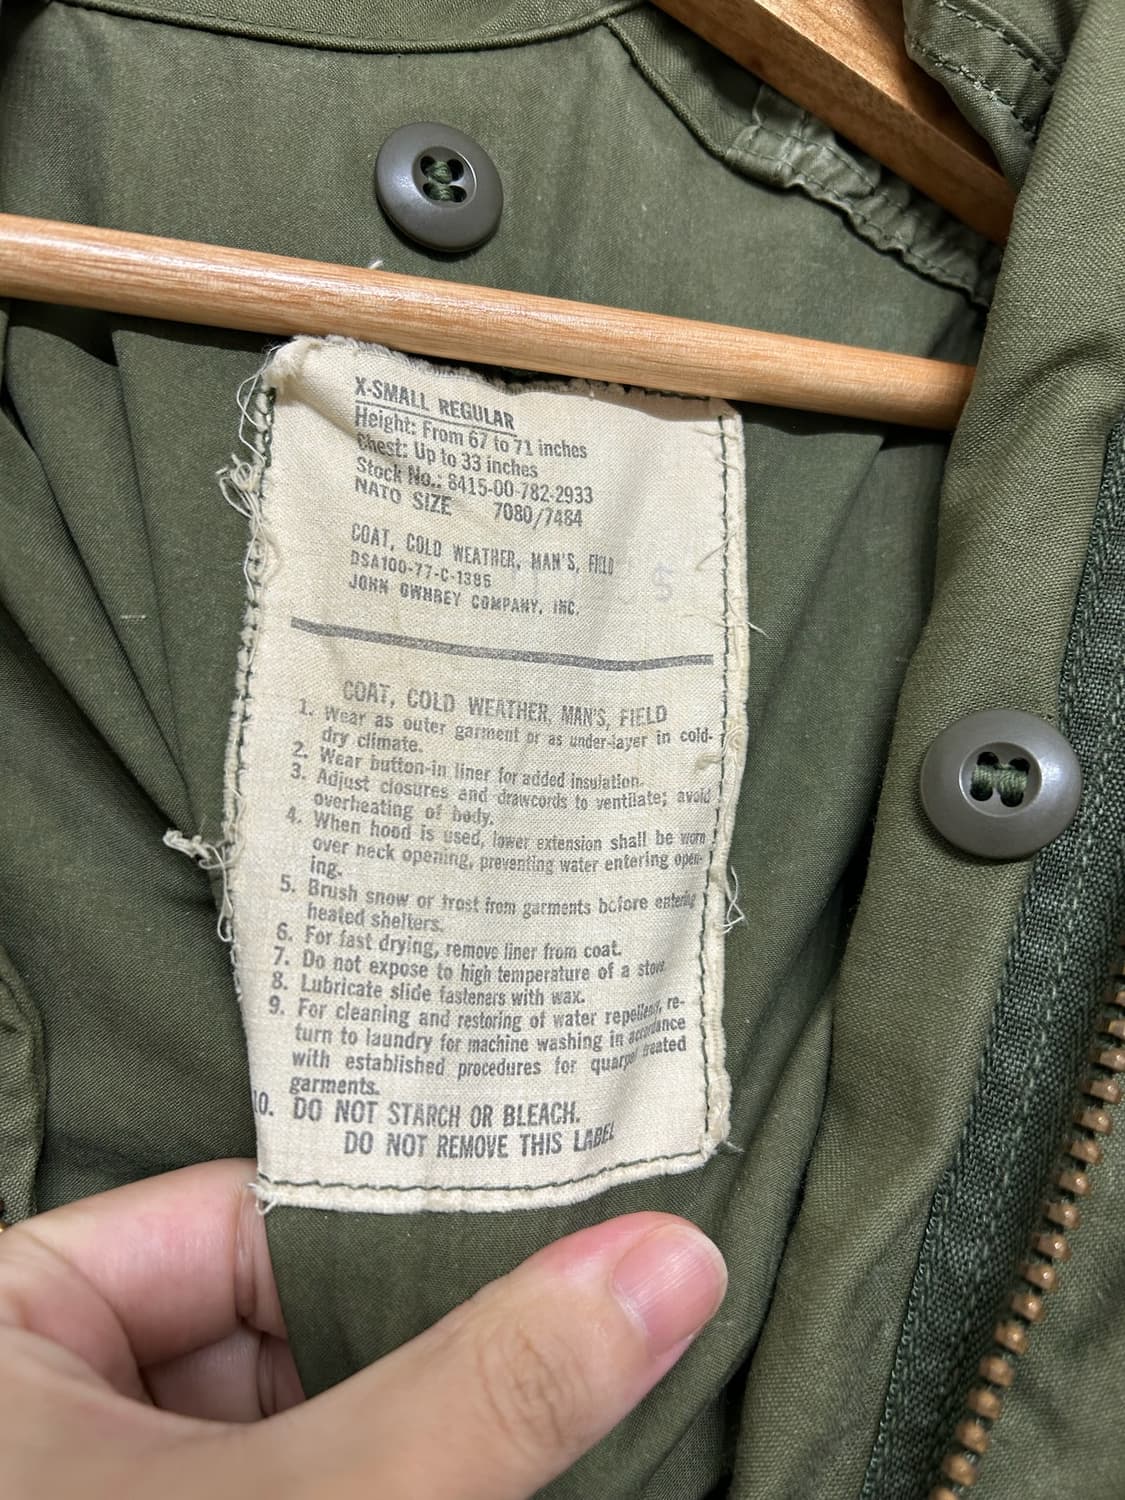 X-SMALL REGULAR
Height: From 67 to 71 inches
Chest: Up to 33 inches
Stock No.: 8415-00-782-2933
NATO SIZE 7080/7484
COAT, COLD WEATHER, MAN'S, FIELD
DSA100-77-C-1385
JOHN OWNREY COMPANY, INC.
COAT, COLD WEATHER, MAN'S, FIELD
1. Wear as outer garment or as under-layer in cold-
dry climate.
2. Wear button-in liner for added insulation.
3. Adjust closures and drawcords to ventilate; avoid
overheating of body.
4. When hood is used, lower extension shall be worn
over neck opening, preventing water entering open-
ing.
5. Brush snow or frost from garments before entering
heated shelters.
6. For fast drying, remove liner from coat.
7. Do not expose to high temperature of a stove.
8. Lubricate slide fasteners with wax.
9. For cleaning and restoring of water repellency, re-
turn to laundry for machine washing in accordance
with established procedures for quarpel treated
garments.
10. DO NOT STARCH OR BLEACH.
DO NOT REMOVE THIS LABEL